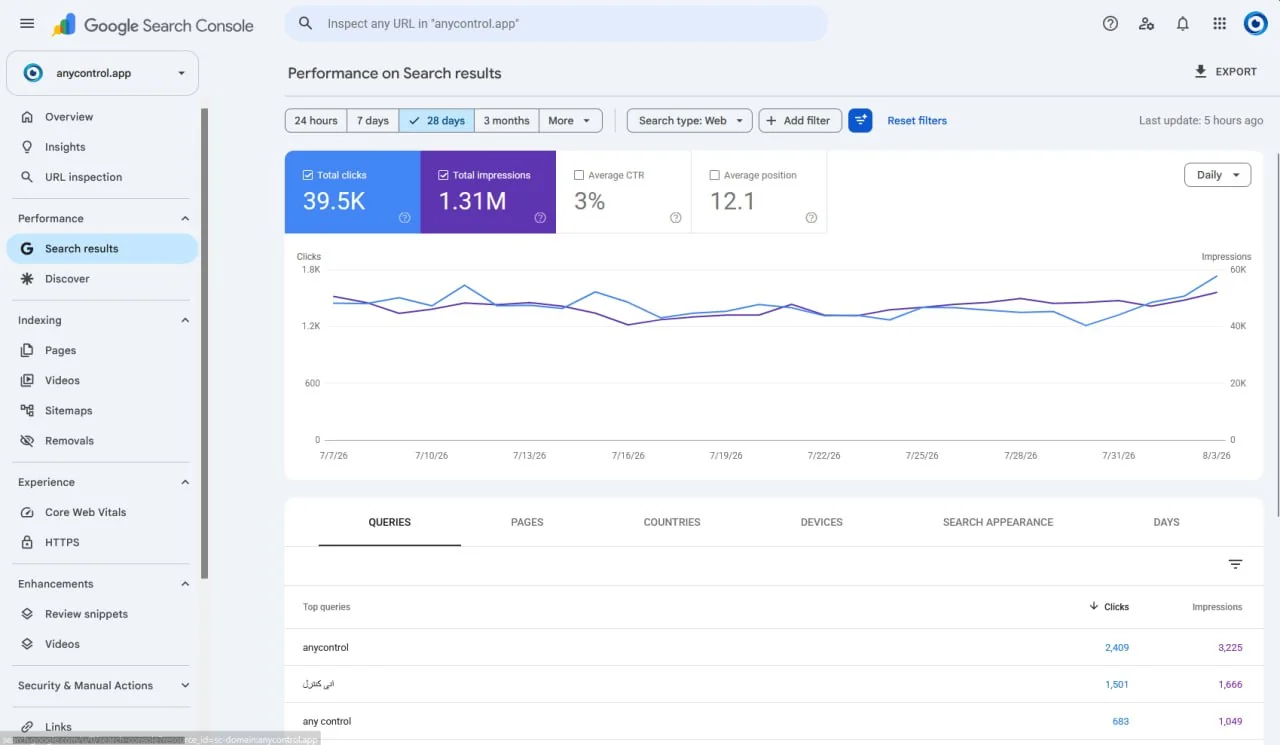 Google Search Console
Inspect any URL in "anycontrol.app"
anycontrol.app
Overview
Insights
URL inspection
Performance
Search results
Discover
Indexing
Pages
Videos
Sitemaps
Removals
Experience
Core Web Vitals
HTTPS
Enhancements
Review snippets
Videos
Security & Manual Actions
Links
Performance on Search results
EXPORT
24 hours 7 days 28 days 3 months More
Search type: Web Add filter Reset filters
Last update: 5 hours ago
Total clicks
39.5K
Total impressions
1.31M
Average CTR
3%
Average position
12.1
Daily
Clicks Impressions
1.8K 60K
1.2K 40K
600 20K
0 0
7/7/26 7/10/26 7/13/26 7/16/26 7/19/26 7/22/26 7/25/26 7/28/26 7/31/26 8/3/26
QUERIES PAGES COUNTRIES DEVICES SEARCH APPEARANCE DAYS
Top queries Clicks Impressions
anycontrol 2,409 3,225
انی کنترل 1,501 1,666
any control 683 1,049